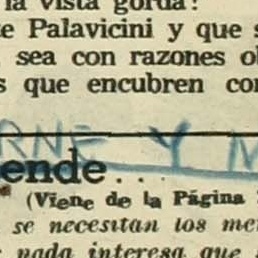 la vista gorda?
Palavicini y que
sea con razones
que encubren
Y
ende...
(Viene de la Página
se necesitan los
nada interesa que